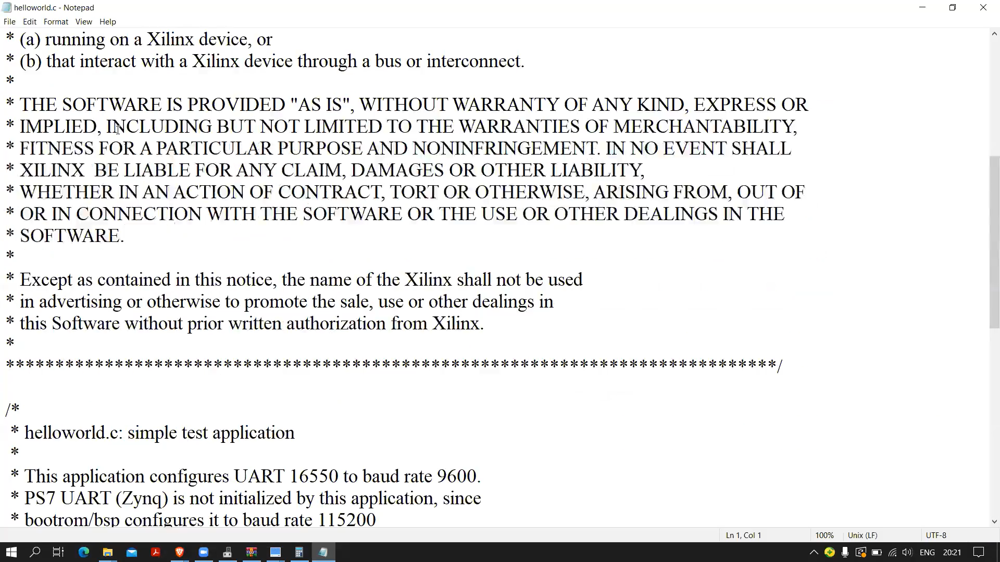 helloworld.c - Notepad
File Edit Format View Help
* (a) running on a Xilinx device, or
* (b) that interact with a Xilinx device through a bus or interconnect.
*
* THE SOFTWARE IS PROVIDED "AS IS", WITHOUT WARRANTY OF ANY KIND, EXPRESS OR
* IMPLIED, INCLUDING BUT NOT LIMITED TO THE WARRANTIES OF MERCHANTABILITY,
* FITNESS FOR A PARTICULAR PURPOSE AND NONINFRINGEMENT. IN NO EVENT SHALL
* XILINX  BE LIABLE FOR ANY CLAIM, DAMAGES OR OTHER LIABILITY,
* WHETHER IN AN ACTION OF CONTRACT, TORT OR OTHERWISE, ARISING FROM, OUT OF
* OR IN CONNECTION WITH THE SOFTWARE OR THE USE OR OTHER DEALINGS IN THE
* SOFTWARE.
*
* Except as contained in this notice, the name of the Xilinx shall not be used
* in advertising or otherwise to promote the sale, use or other dealings in
* this Software without prior written authorization from Xilinx.
*
******************************************************************************/
/*
* helloworld.c: simple test application
*
* This application configures UART 16550 to baud rate 9600.
* PS7 UART (Zynq) is not initialized by this application, since
* bootrom/bsp configures it to baud rate 115200
Ln 1, Col 1 100% Unix (LF) UTF-8
ENG 20:21